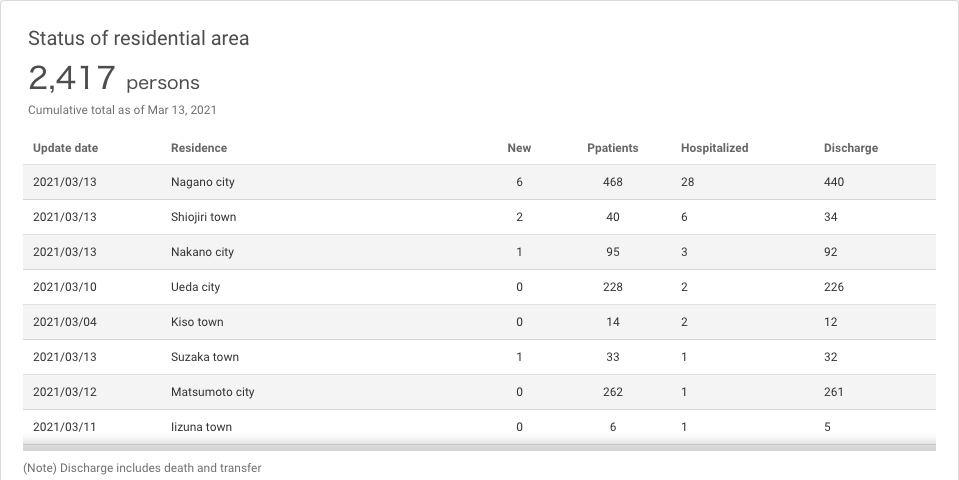 Status of residential area
2,417 persons
Cumulative total as of Mar 13, 2021
Update date Residence New Ppatients Hospitalized Discharge
2021/03/13 Nagano city 6 468 28 440
2021/03/13 Shiojiri town 2 40 6 34
2021/03/13 Nakano city 1 95 3 92
2021/03/10 Ueda city 0 228 2 226
2021/03/04 Kiso town 0 14 2 12
2021/03/13 Suzaka town 1 33 1 32
2021/03/12 Matsumoto city 0 262 1 261
2021/03/11 Iizuna town 0 6 1 5
(Note) Discharge includes death and transfer